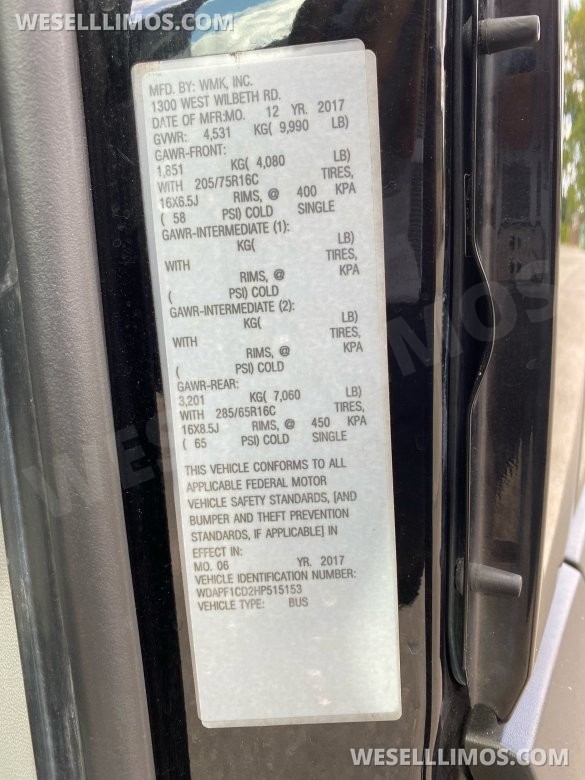 WESELLLIMOS.COM
WESELLLIMOS.COM
MFD. BY: WMK, INC.
1300 WEST WILBETH RD.
DATE OF MFR:MO. 12 YR. 2017
GVWR: 4,531 KG( 9,990 LB)
GAWR-FRONT:
1,851 KG( 4,080 LB)
WITH 205/75R16C TIRES,
16X6.5J RIMS, @ 400 KPA
( 58 PSI) COLD SINGLE
GAWR-INTERMEDIATE (1):
KG( LB)
WITH TIRES,
RIMS, @ KPA
( PSI) COLD
GAWR-INTERMEDIATE (2):
KG( LB)
WITH TIRES,
RIMS, @ KPA
( PSI) COLD
GAWR-REAR:
3,201 KG( 7,060 LB)
WITH 285/65R16C TIRES,
16X8.5J RIMS, @ 450 KPA
( 65 PSI) COLD SINGLE
THIS VEHICLE CONFORMS TO ALL
APPLICABLE FEDERAL MOTOR
VEHICLE SAFETY STANDARDS, [AND
BUMPER AND THEFT PREVENTION
STANDARDS, IF APPLICABLE] IN
EFFECT IN:
MO. 06 YR. 2017
VEHICLE IDENTIFICATION NUMBER:
WDAPF1CD2HP515153
VEHICLE TYPE: BUS
WESELLLIMOS.COM